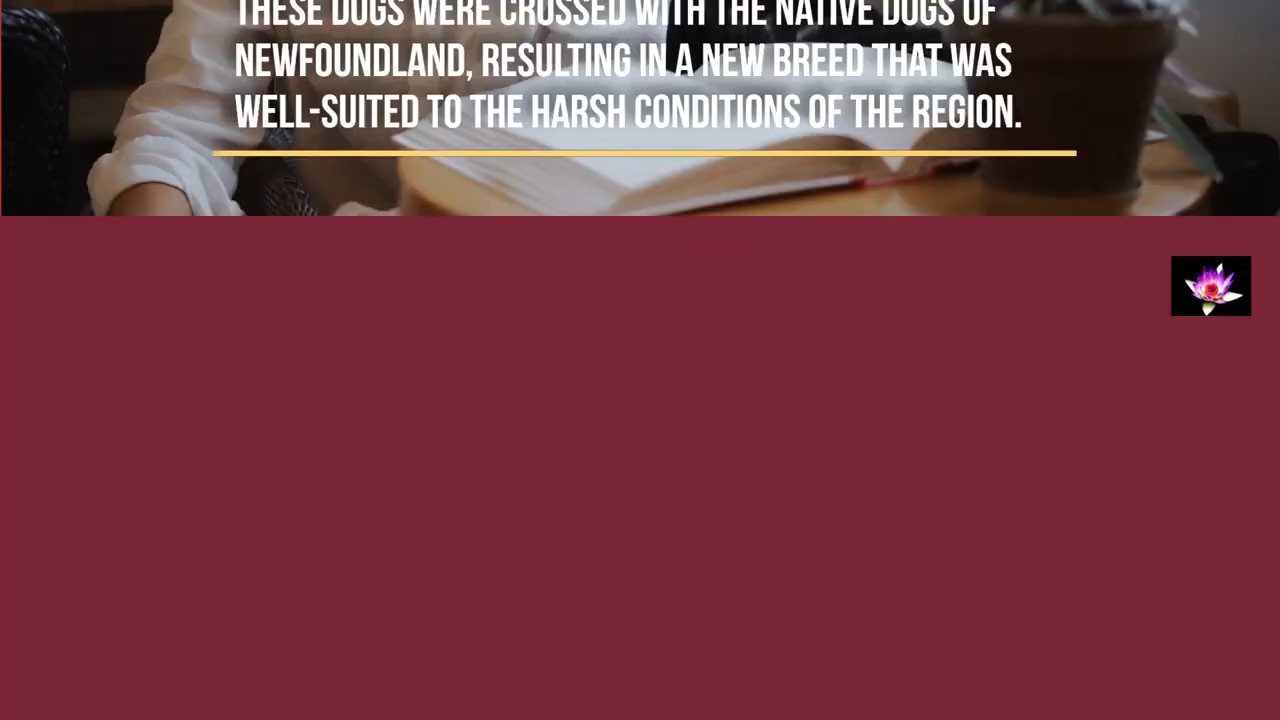 THESE DOGS WERE CROSSED WITH THE NATIVE DOGS OF
NEWFOUNDLAND, RESULTING IN A NEW BREED THAT WAS
WELL-SUITED TO THE HARSH CONDITIONS OF THE REGION.